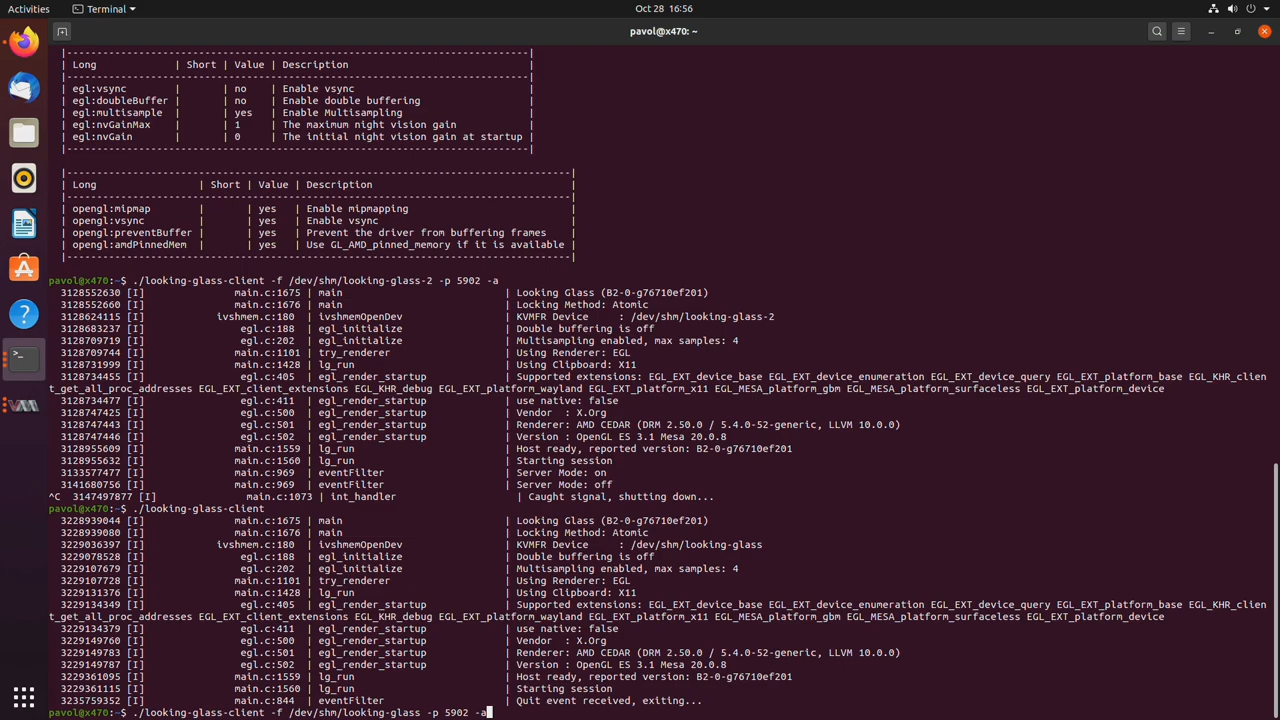 Activities Terminal Oct 28 16:56
pavol@x470: ~
|-----------------------------------------------------------------------------|
| Long | Short | Value | Description |
|-----------------------------------------------------------------------------|
| egl:vsync | | no | Enable vsync |
| egl:doubleBuffer | | no | Enable double buffering |
| egl:multisample | | yes | Enable Multisampling |
| egl:nvGainMax | | 1 | The maximum night vision gain |
| egl:nvGain | | 0 | The initial night vision gain at startup |
|-----------------------------------------------------------------------------|
|------------------------------------------------------------------------------------|
| Long | Short | Value | Description |
|------------------------------------------------------------------------------------|
| opengl:mipmap | | yes | Enable mipmapping |
| opengl:vsync | | yes | Enable vsync |
| opengl:preventBuffer | | yes | Prevent the driver from buffering frames |
| opengl:amdPinnedMem | | yes | Use GL_AMD_pinned_memory if it is available |
|------------------------------------------------------------------------------------|
pavol@x470:~$ ./looking-glass-client -f /dev/shm/looking-glass-2 -p 5902 -a
3128552630 [I] main.c:1675 | main | Looking Glass (B2-0-g76710ef201)
3128552660 [I] main.c:1676 | main | Locking Method: Atomic
3128624115 [I] ivshmem.c:180 | ivshmemOpenDev | KVMFR Device : /dev/shm/looking-glass-2
3128683237 [I] egl.c:188 | egl_initialize | Double buffering is off
3128709719 [I] egl.c:202 | egl_initialize | Multisampling enabled, max samples: 4
3128709744 [I] main.c:1101 | try_renderer | Using Renderer: EGL
3128731999 [I] main.c:1428 | lg_run | Using Clipboard: X11
3128734455 [I] egl.c:405 | egl_render_startup | Supported extensions: EGL_EXT_device_base EGL_EXT_device_enumeration EGL_EXT_device_query EGL_EXT_platform_base EGL_KHR_clien
t_get_all_proc_addresses EGL_EXT_client_extensions EGL_KHR_debug EGL_EXT_platform_wayland EGL_EXT_platform_x11 EGL_MESA_platform_gbm EGL_MESA_platform_surfaceless EGL_EXT_platform_device
3128734477 [I] egl.c:411 | egl_render_startup | use native: false
3128747425 [I] egl.c:500 | egl_render_startup | Vendor : X.Org
3128747443 [I] egl.c:501 | egl_render_startup | Renderer: AMD CEDAR (DRM 2.50.0 / 5.4.0-52-generic, LLVM 10.0.0)
3128747446 [I] egl.c:502 | egl_render_startup | Version : OpenGL ES 3.1 Mesa 20.0.8
3128955609 [I] main.c:1559 | lg_run | Host ready, reported version: B2-0-g76710ef201
3128955632 [I] main.c:1560 | lg_run | Starting session
3133577477 [I] main.c:969 | eventFilter | Server Mode: on
3141680756 [I] main.c:969 | eventFilter | Server Mode: off
^C 3147497877 [I] main.c:1073 | int_handler | Caught signal, shutting down...
pavol@x470:~$ ./looking-glass-client
3228939044 [I] main.c:1675 | main | Looking Glass (B2-0-g76710ef201)
3228939080 [I] main.c:1676 | main | Locking Method: Atomic
3229036397 [I] ivshmem.c:180 | ivshmemOpenDev | KVMFR Device : /dev/shm/looking-glass
3229078528 [I] egl.c:188 | egl_initialize | Double buffering is off
3229107679 [I] egl.c:202 | egl_initialize | Multisampling enabled, max samples: 4
3229107728 [I] main.c:1101 | try_renderer | Using Renderer: EGL
3229131376 [I] main.c:1428 | lg_run | Using Clipboard: X11
3229134349 [I] egl.c:405 | egl_render_startup | Supported extensions: EGL_EXT_device_base EGL_EXT_device_enumeration EGL_EXT_device_query EGL_EXT_platform_base EGL_KHR_clien
t_get_all_proc_addresses EGL_EXT_client_extensions EGL_KHR_debug EGL_EXT_platform_wayland EGL_EXT_platform_x11 EGL_MESA_platform_gbm EGL_MESA_platform_surfaceless EGL_EXT_platform_device
3229134379 [I] egl.c:411 | egl_render_startup | use native: false
3229149760 [I] egl.c:500 | egl_render_startup | Vendor : X.Org
3229149783 [I] egl.c:501 | egl_render_startup | Renderer: AMD CEDAR (DRM 2.50.0 / 5.4.0-52-generic, LLVM 10.0.0)
3229149787 [I] egl.c:502 | egl_render_startup | Version : OpenGL ES 3.1 Mesa 20.0.8
3229361095 [I] main.c:1559 | lg_run | Host ready, reported version: B2-0-g76710ef201
3229361115 [I] main.c:1560 | lg_run | Starting session
3235759352 [I] main.c:844 | eventFilter | Quit event received, exiting...
pavol@x470:~$ ./looking-glass-client -f /dev/shm/looking-glass -p 5902 -a